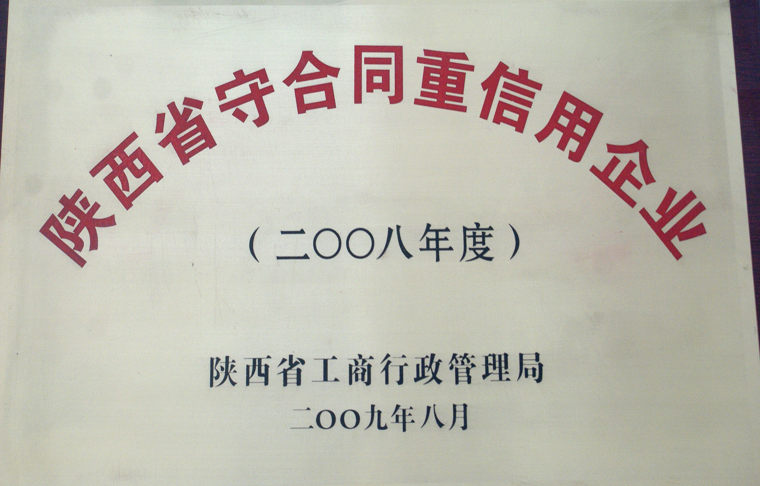 陕西省守合同重信用企业
（二〇〇八年度）
陕西省工商行政管理局
二〇〇九年八月